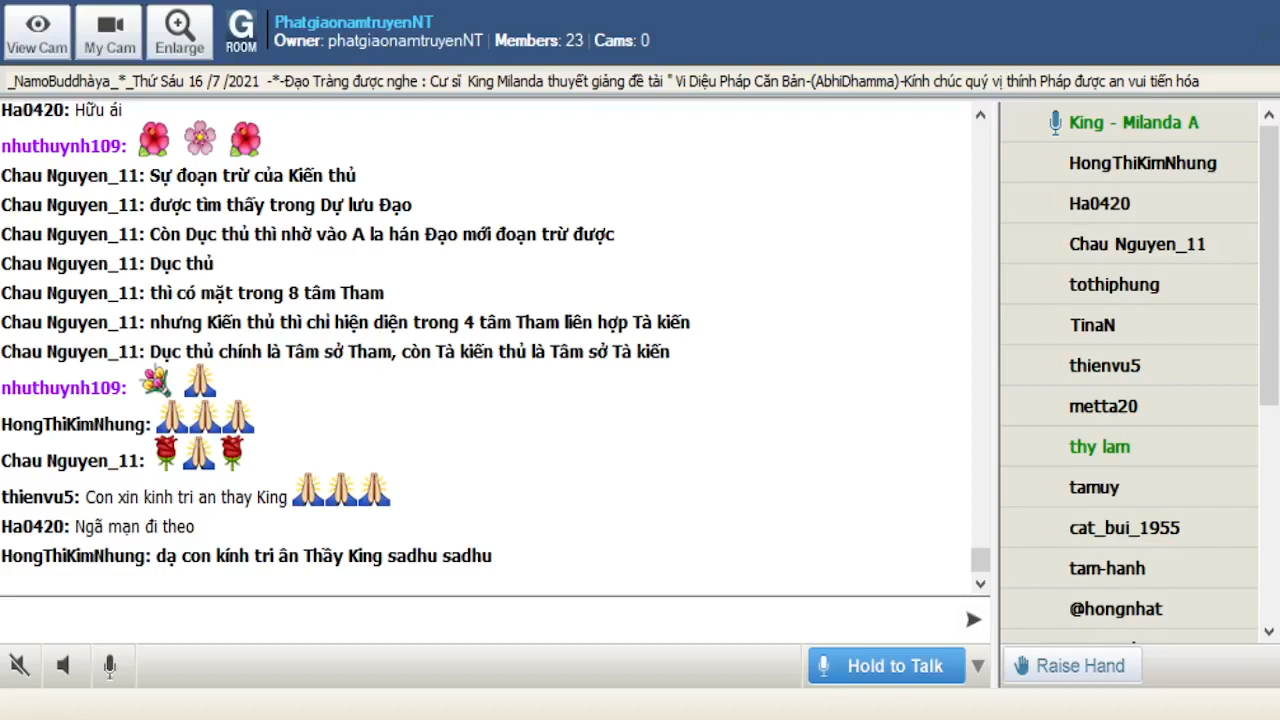 View Cam
My Cam
Enlarge
G
ROOM
PhatgiaonamtruyenNT
Owner: phatgiaonamtruyenNT | Members: 23 | Cams: 0
_NamoBuddhàya_*_Thứ Sáu 16 /7 /2021 -*-Đạo Tràng được nghe : Cư sĩ King Milanda thuyết giảng đề tài " Vi Diệu Pháp Căn Bản-(AbhiDhamma)-Kính chúc quý vị thính Pháp được an vui tiến hóa
Ha0420: Hữu ái
nhuthuynh109:
Chau Nguyen_11: Sự đoạn trừ của Kiến thủ
Chau Nguyen_11: được tìm thấy trong Dự lưu Đạo
Chau Nguyen_11: Còn Dục thủ thì nhờ vào A la hán Đạo mới đoạn trừ được
Chau Nguyen_11: Dục thủ
Chau Nguyen_11: thì có mặt trong 8 tâm Tham
Chau Nguyen_11: nhưng Kiến thủ thì chỉ hiện diện trong 4 tâm Tham liên hợp Tà kiến
Chau Nguyen_11: Dục thủ chính là Tâm sở Tham, còn Tà kiến thủ là Tâm sở Tà kiến
nhuthuynh109:
HongThiKimNhung:
Chau Nguyen_11:
thienvu5: Con xin kinh tri an thay King
Ha0420: Ngã mạn đi theo
HongThiKimNhung: dạ con kính tri ân Thầy King sadhu sadhu
King - Milanda A
HongThiKimNhung
Ha0420
Chau Nguyen_11
tothiphung
TinaN
thienvu5
metta20
thy lam
tamuy
cat_bui_1955
tam-hanh
@hongnhat
Hold to Talk
Raise Hand